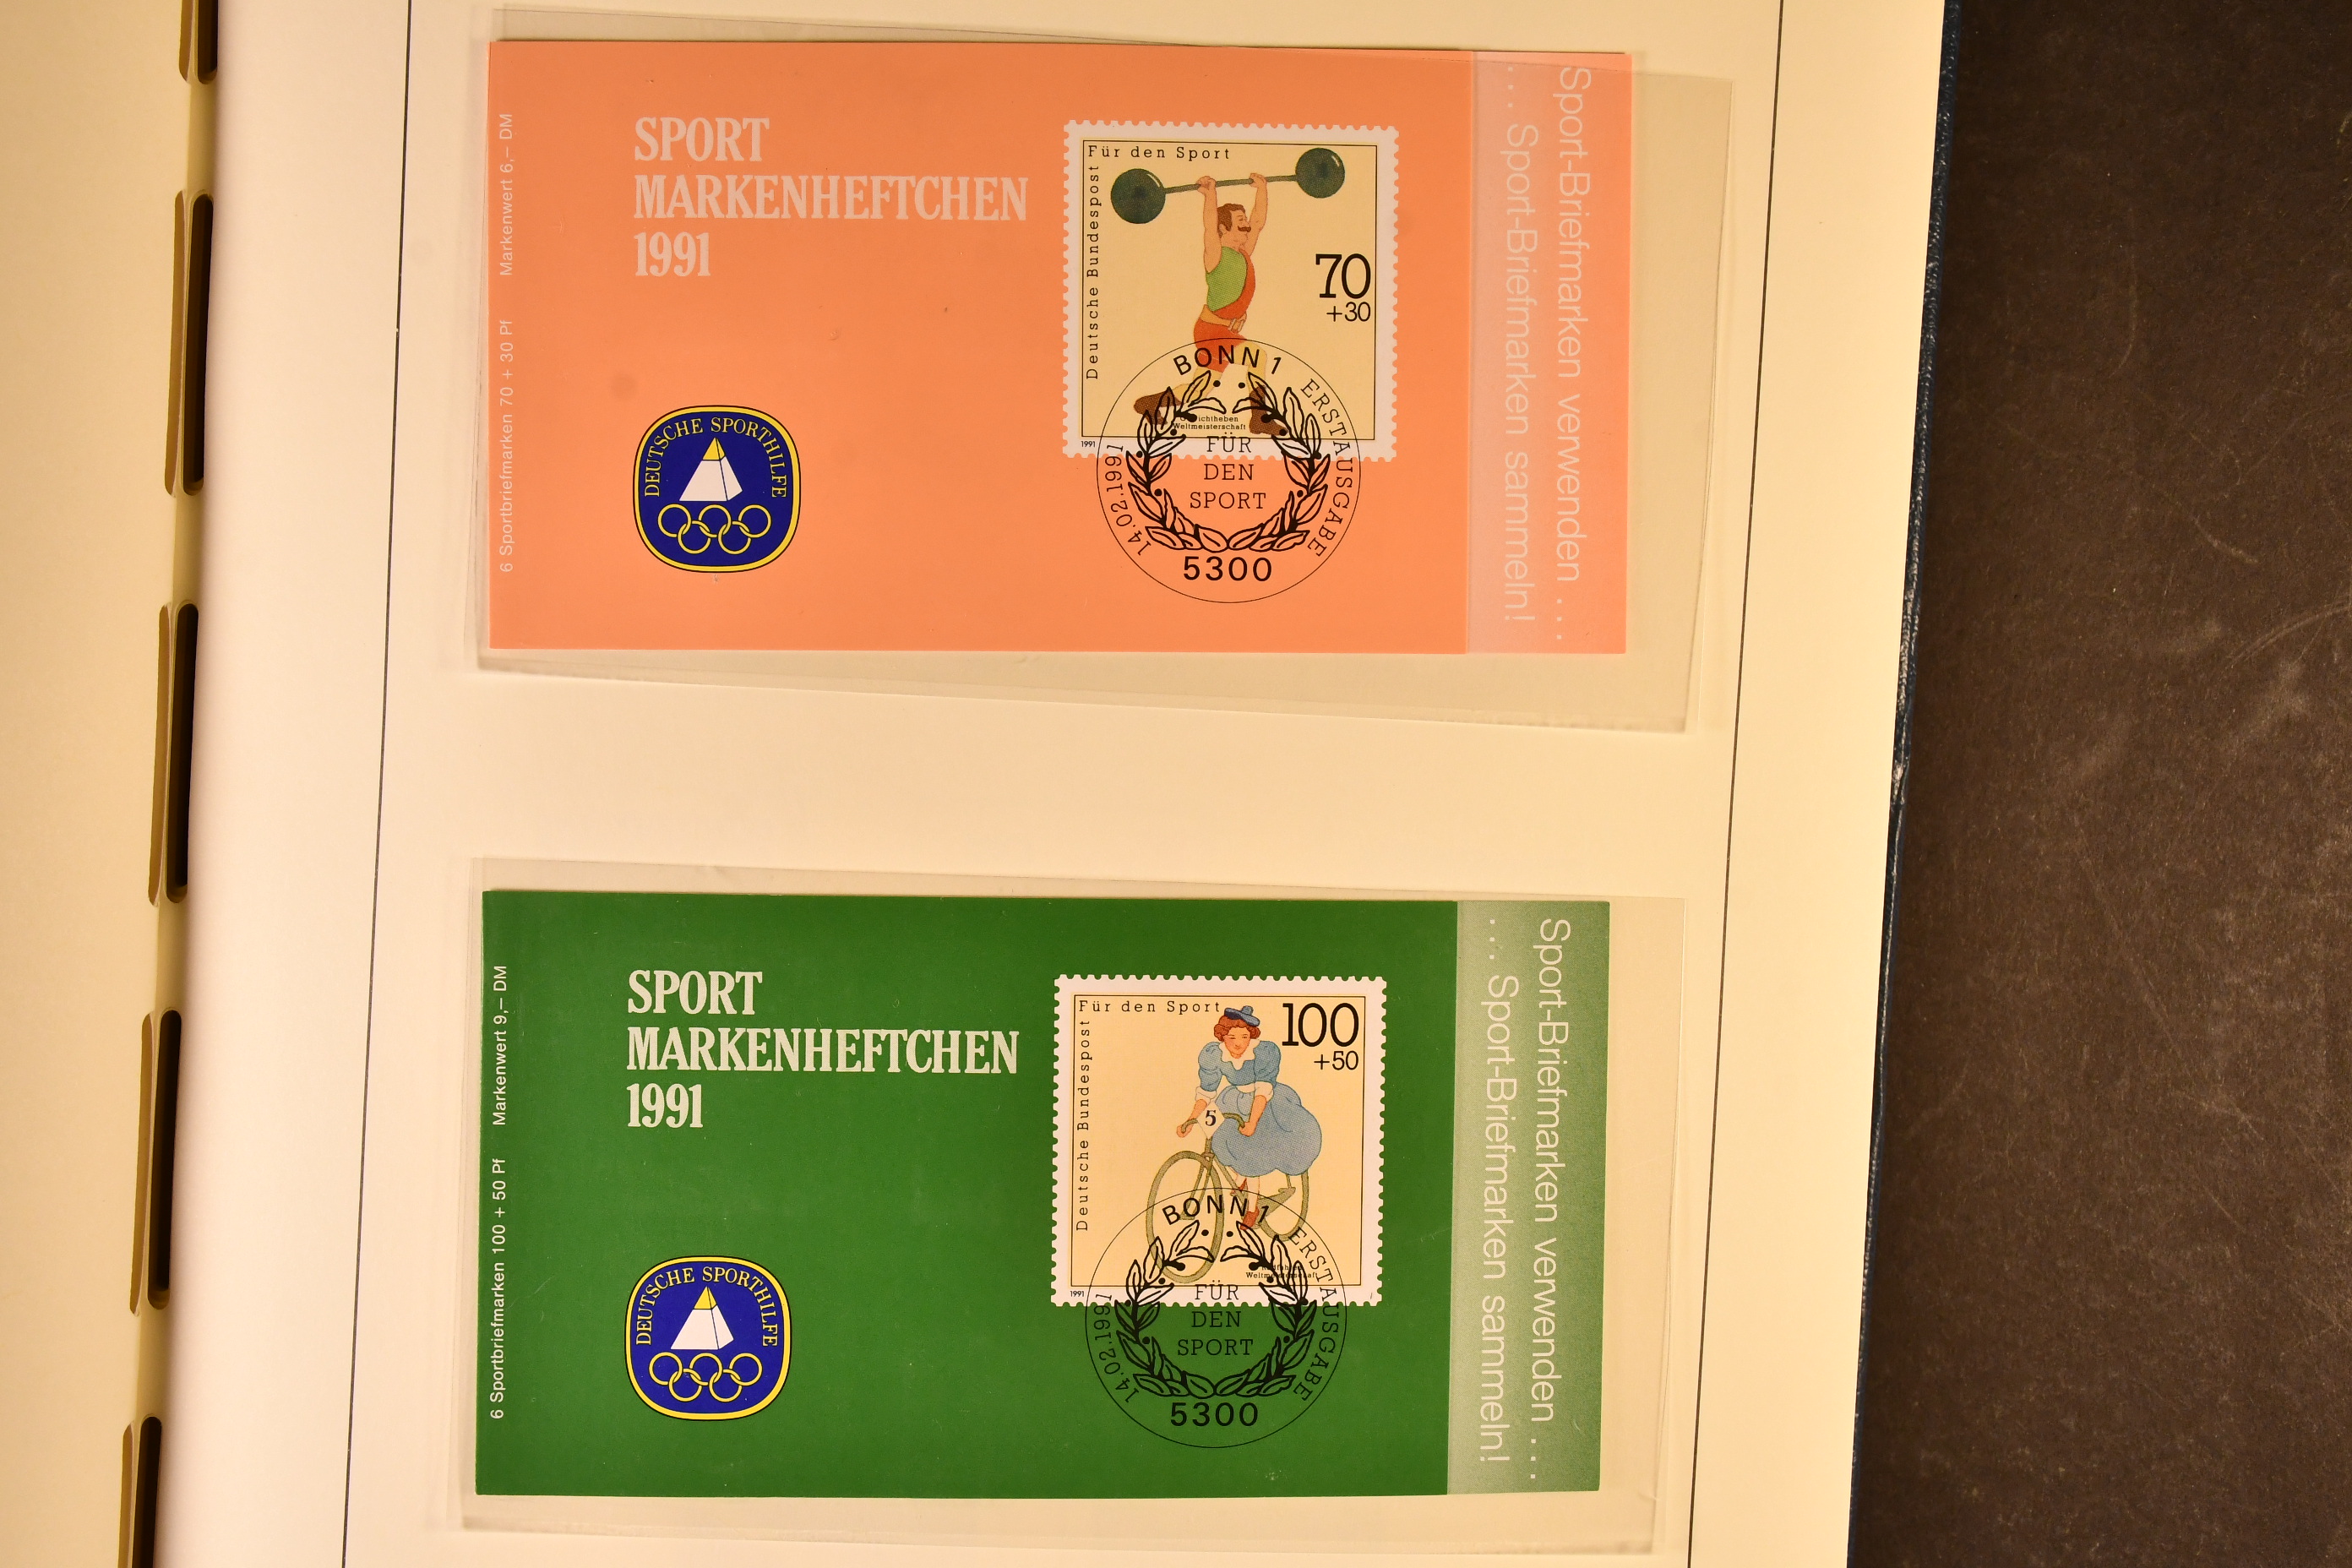 6 Sportbriefmarken 70 + 30 Pf Markenwert 6,– DM
SPORT
MARKENHEFTCHEN
1991
DEUTSCHE SPORTHILFE
Für den Sport
Deutsche Bundespost
70
+30
Weltmeisterschaft
1991
BONN 1
ERSTAUSGABE
14.02.1991
FÜR
DEN
SPORT
5300
Sport-Briefmarken verwenden ...
... Sport-Briefmarken sammeln!
6 Sportbriefmarken 100 + 50 Pf Markenwert 9,– DM
SPORT
MARKENHEFTCHEN
1991
DEUTSCHE SPORTHILFE
Für den Sport
Deutsche Bundespost
100
+50
5
1991
BONN 1
ERSTAUSGABE
14.02.1991
FÜR
DEN
SPORT
5300
Sport-Briefmarken verwenden ...
... Sport-Briefmarken sammeln!